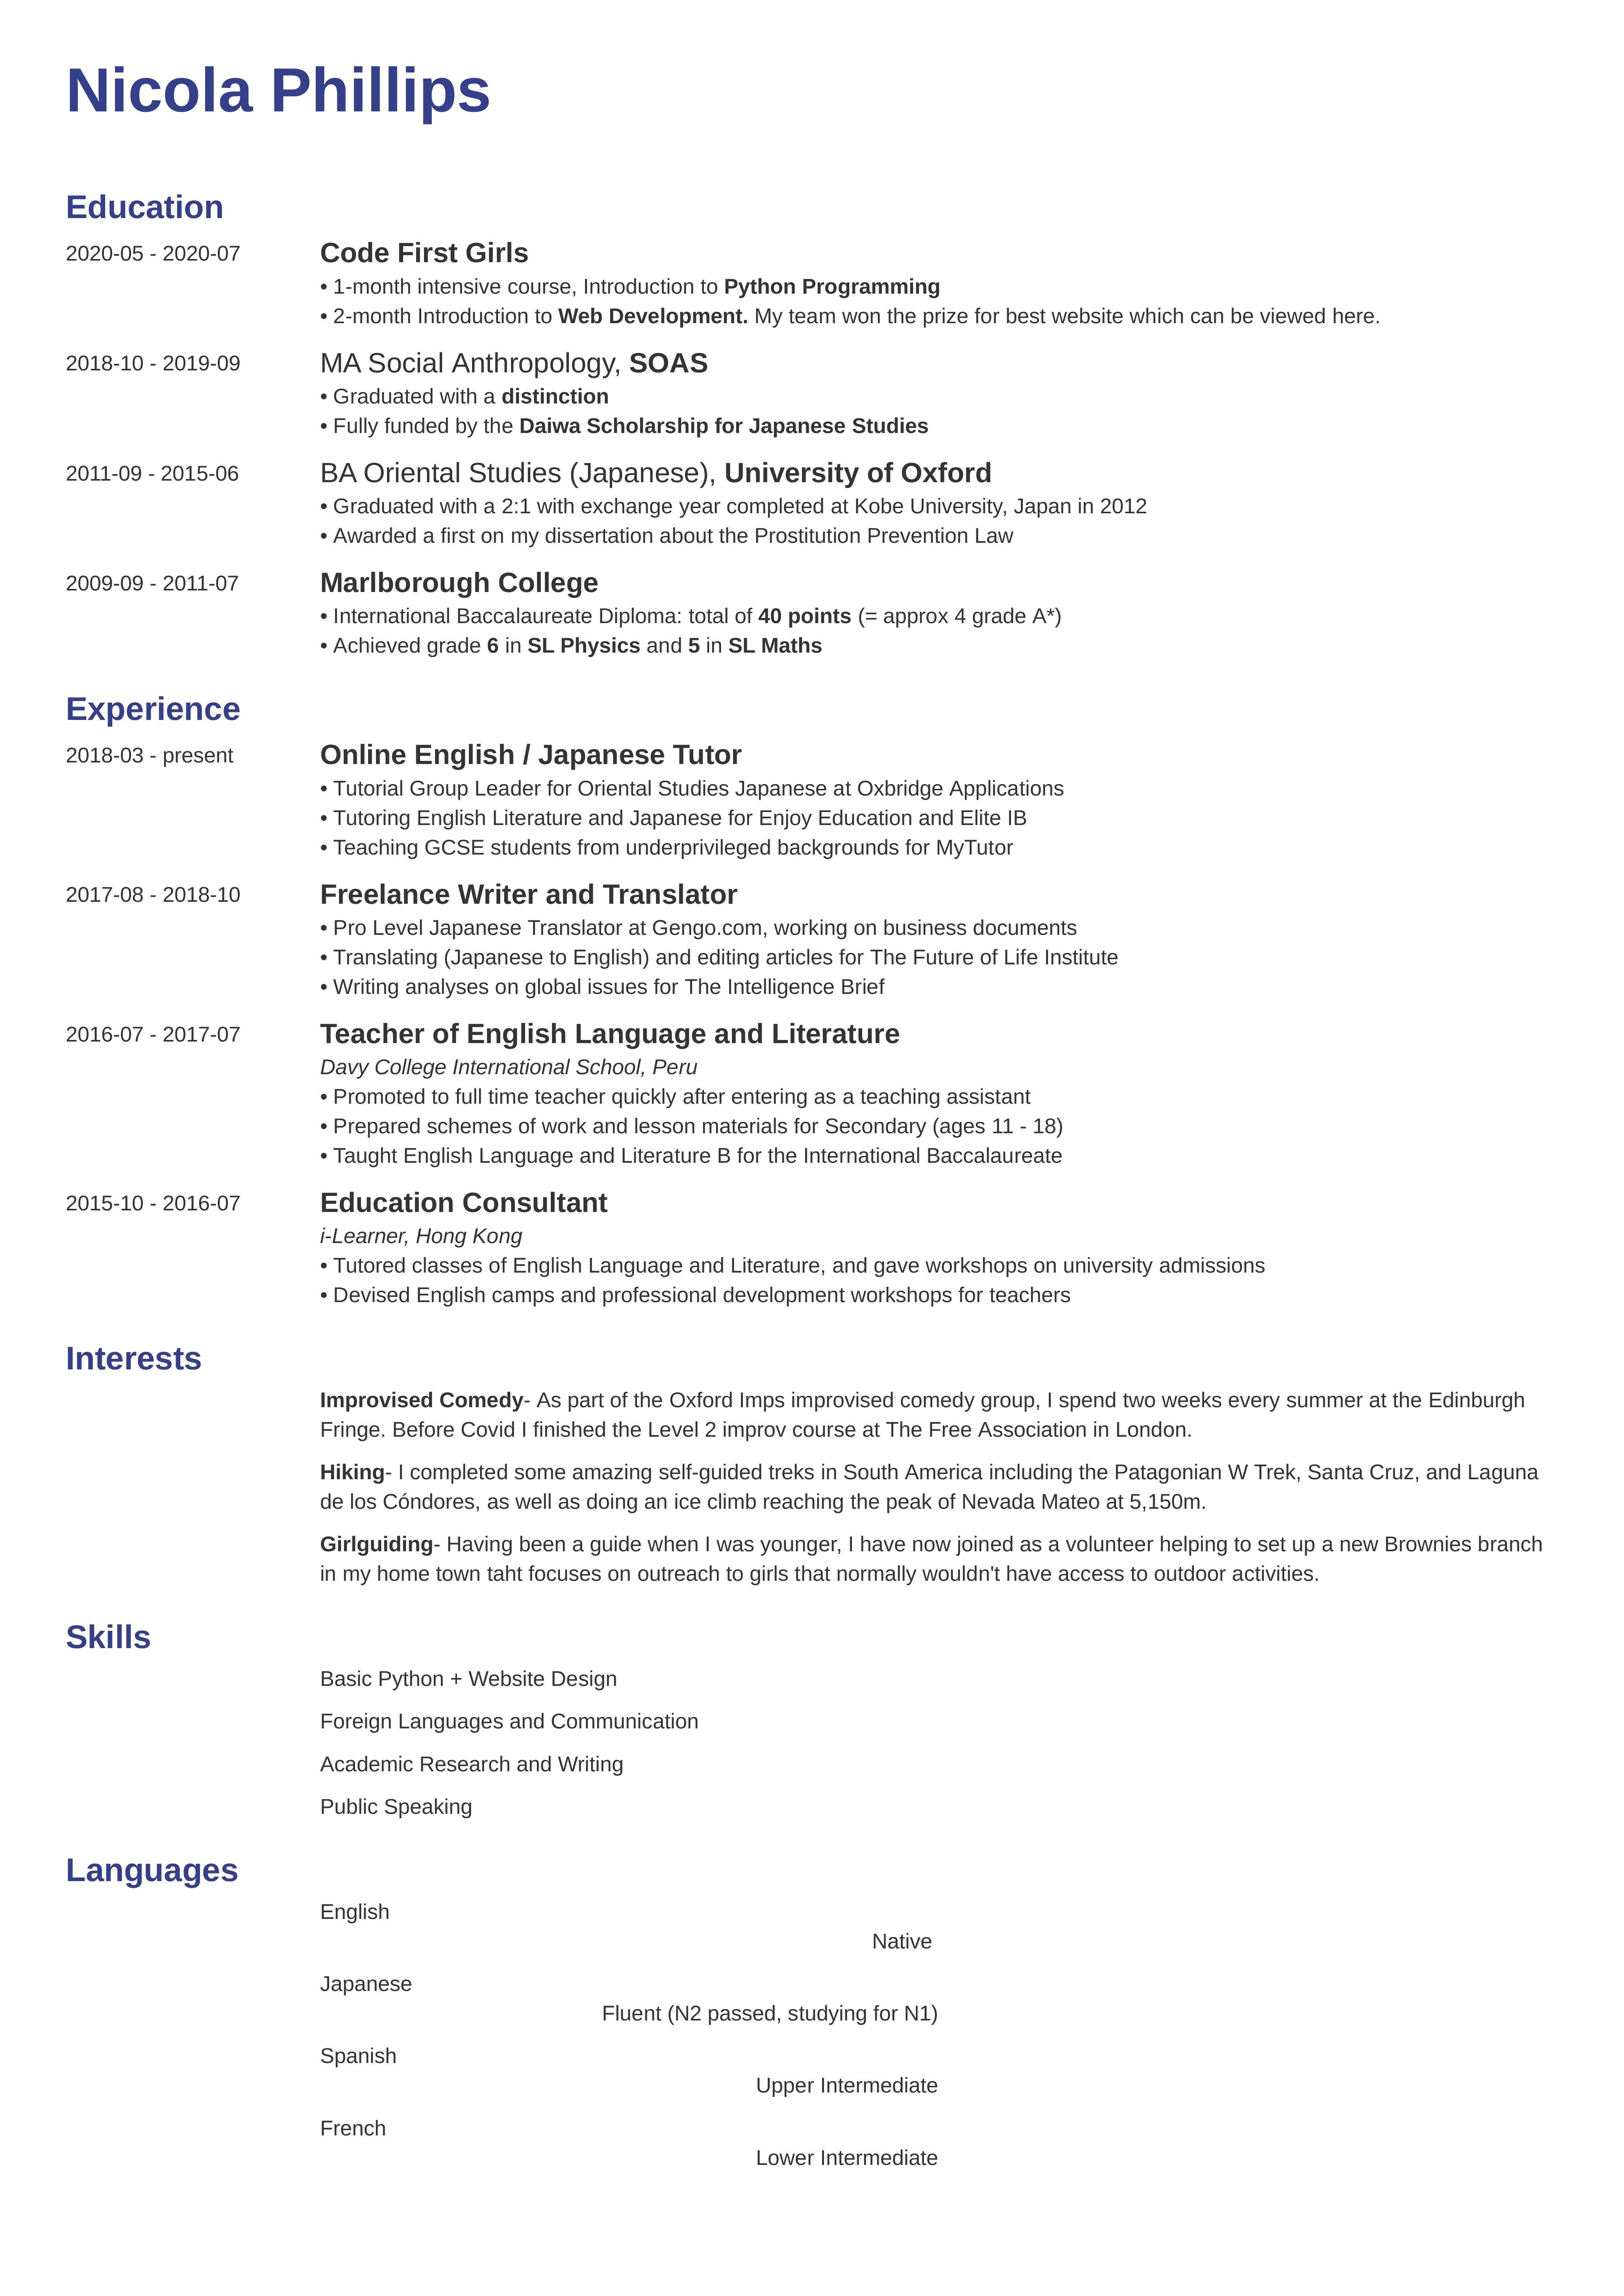 Nicola Phillips
Education
2020-05 - 2020-07
Code First Girls
• 1-month intensive course, Introduction to Python Programming
• 2-month Introduction to Web Development. My team won the prize for best website which can be viewed here.
2018-10 - 2019-09
MA Social Anthropology, SOAS
• Graduated with a distinction
• Fully funded by the Daiwa Scholarship for Japanese Studies
2011-09 - 2015-06
BA Oriental Studies (Japanese), University of Oxford
• Graduated with a 2:1 with exchange year completed at Kobe University, Japan in 2012
• Awarded a first on my dissertation about the Prostitution Prevention Law
2009-09 - 2011-07
Marlborough College
• International Baccalaureate Diploma: total of 40 points (= approx 4 grade A*)
• Achieved grade 6 in SL Physics and 5 in SL Maths
Experience
2018-03 - present
Online English / Japanese Tutor
• Tutorial Group Leader for Oriental Studies Japanese at Oxbridge Applications
• Tutoring English Literature and Japanese for Enjoy Education and Elite IB
• Teaching GCSE students from underprivileged backgrounds for MyTutor
2017-08 - 2018-10
Freelance Writer and Translator
• Pro Level Japanese Translator at Gengo.com, working on business documents
• Translating (Japanese to English) and editing articles for The Future of Life Institute
• Writing analyses on global issues for The Intelligence Brief
2016-07 - 2017-07
Teacher of English Language and Literature
Davy College International School, Peru
• Promoted to full time teacher quickly after entering as a teaching assistant
• Prepared schemes of work and lesson materials for Secondary (ages 11 - 18)
• Taught English Language and Literature B for the International Baccalaureate
2015-10 - 2016-07
Education Consultant
i-Learner, Hong Kong
• Tutored classes of English Language and Literature, and gave workshops on university admissions
• Devised English camps and professional development workshops for teachers
Interests
Improvised Comedy- As part of the Oxford Imps improvised comedy group, I spend two weeks every summer at the Edinburgh
Fringe. Before Covid I finished the Level 2 improv course at The Free Association in London.
Hiking- I completed some amazing self-guided treks in South America including the Patagonian W Trek, Santa Cruz, and Laguna
de los Cóndores, as well as doing an ice climb reaching the peak of Nevada Mateo at 5,150m.
Girlguiding- Having been a guide when I was younger, I have now joined as a volunteer helping to set up a new Brownies branch
in my home town taht focuses on outreach to girls that normally wouldn't have access to outdoor activities.
Skills
Basic Python + Website Design
Foreign Languages and Communication
Academic Research and Writing
Public Speaking
Languages
English
Native
Japanese
Fluent (N2 passed, studying for N1)
Spanish
Upper Intermediate
French
Lower Intermediate